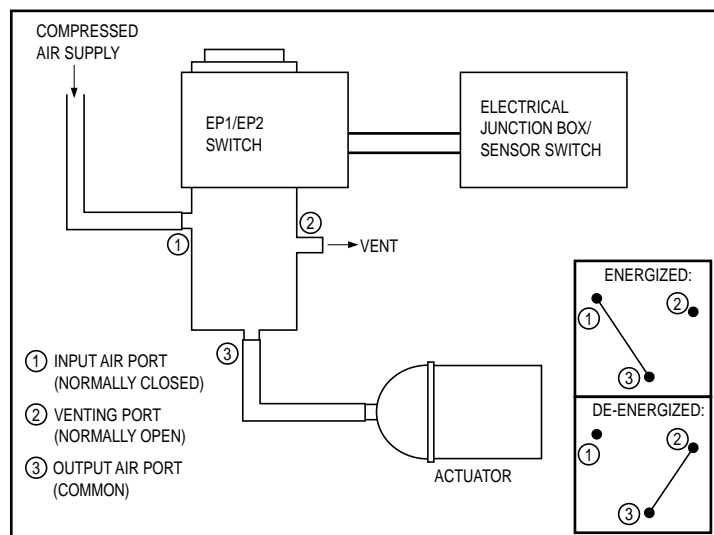 COMPRESSED
AIR SUPPLY
EP1/EP2
SWITCH
ELECTRICAL
JUNCTION BOX/
SENSOR SWITCH
①
②
VENT
③
① INPUT AIR PORT
(NORMALLY CLOSED)
② VENTING PORT
(NORMALLY OPEN)
③ OUTPUT AIR PORT
(COMMON)
ACTUATOR
ENERGIZED:
①
②
③
DE-ENERGIZED:
①
②
③